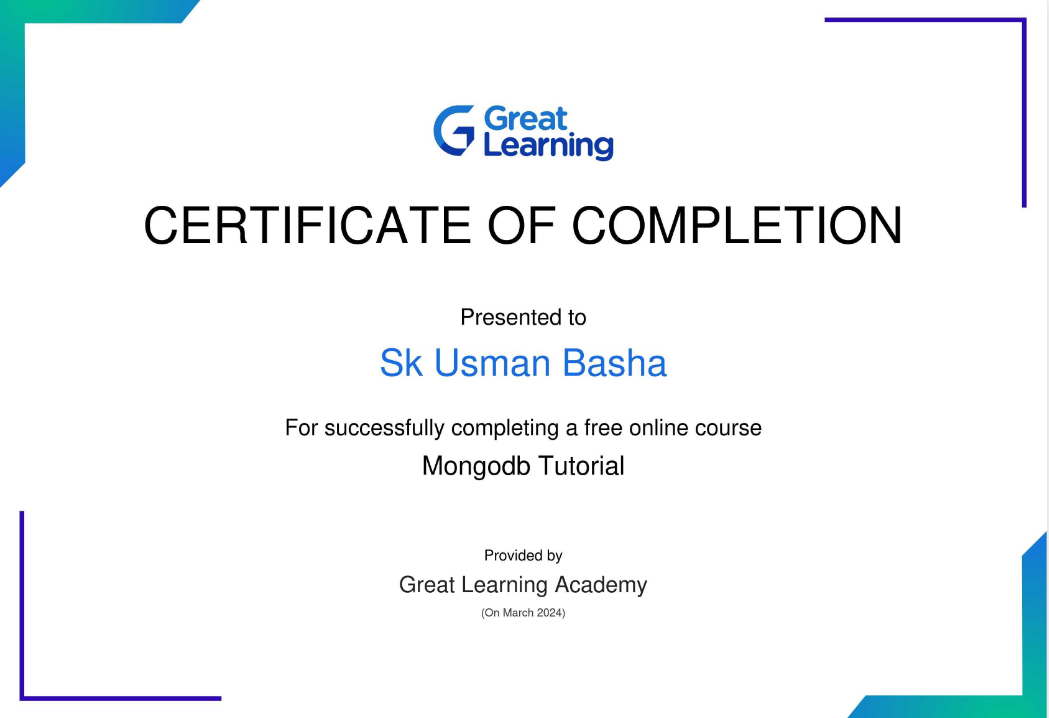 Great
Learning
CERTIFICATE OF COMPLETION
Presented to
Sk Usman Basha
For successfully completing a free online course
Mongodb Tutorial
Provided by
Great Learning Academy
(On March 2024)